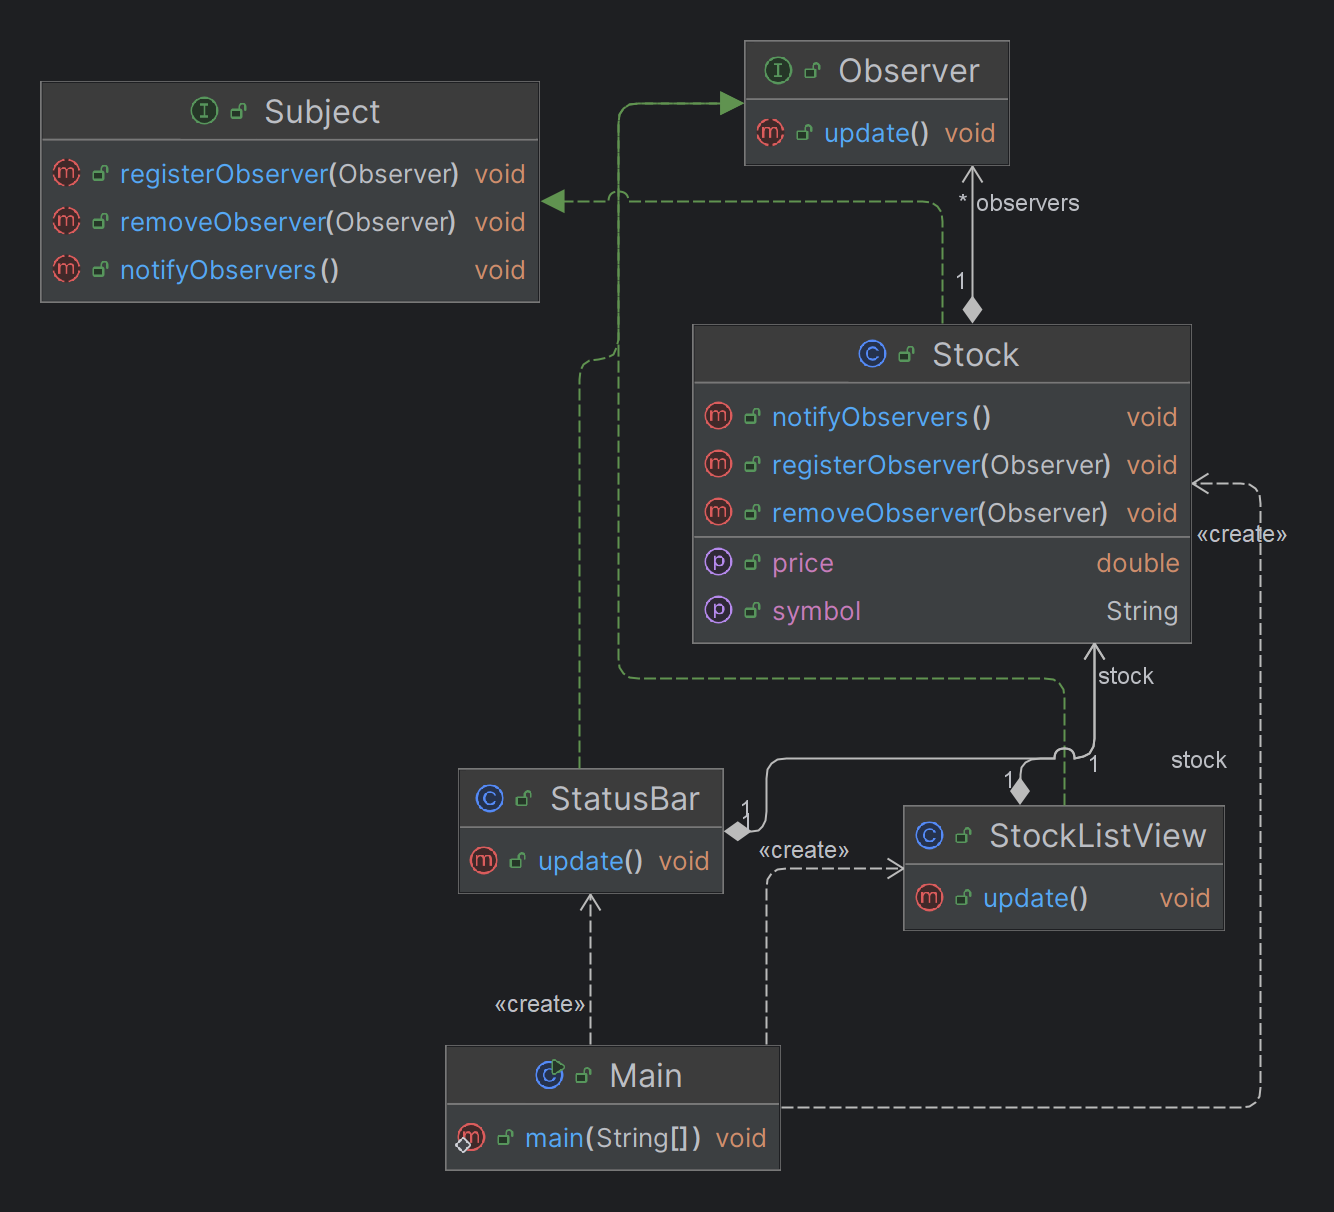 Observer
update() void
Subject
registerObserver(Observer) void
removeObserver(Observer) void
notifyObservers() void
* observers
1
Stock
notifyObservers() void
registerObserver(Observer) void
removeObserver(Observer) void
price double
symbol String
«create»
stock
stock
1
1
1
1
StatusBar
update() void
«create»
StockListView
update() void
«create»
Main
main(String[]) void